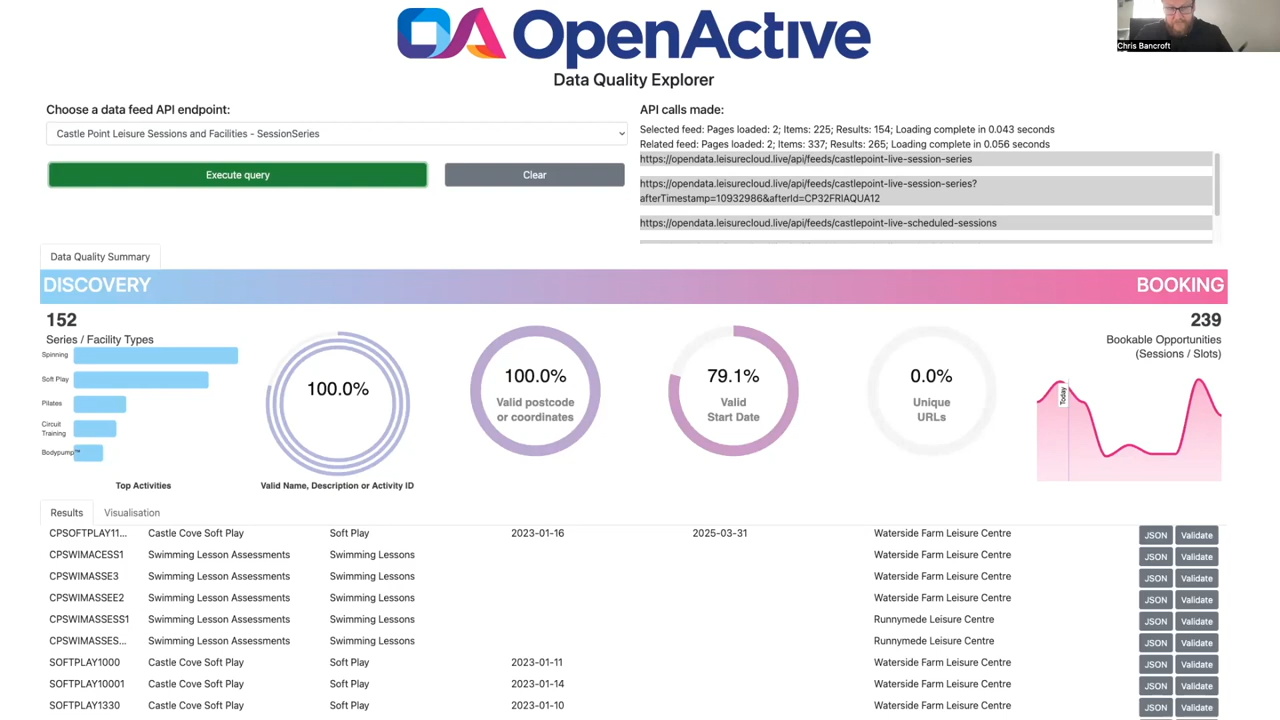 OpenActive
Chris Bancroft
Data Quality Explorer
Choose a data feed API endpoint:
Castle Point Leisure Sessions and Facilities - SessionSeries
Execute query
Clear
API calls made:
Selected feed: Pages loaded: 2; Items: 225; Results: 154; Loading complete in 0.043 seconds
Related feed: Pages loaded: 2; Items: 337; Results: 265; Loading complete in 0.056 seconds
https://opendata.leisurecloud.live/api/feeds/castlepoint-live-session-series
https://opendata.leisurecloud.live/api/feeds/castlepoint-live-session-series?
afterTimestamp=10932986&afterId=CP32FRIAQUA12
https://opendata.leisurecloud.live/api/feeds/castlepoint-live-scheduled-sessions
Data Quality Summary
DISCOVERY
BOOKING
152
Series / Facility Types
Spinning
Soft Play
Pilates
Circuit
Training
Bodypump™
Top Activities
100.0%
Valid Name, Description or Activity ID
100.0%
Valid postcode
or coordinates
79.1%
Valid
Start Date
0.0%
Unique
URLs
239
Bookable Opportunities
(Sessions / Slots)
Today
Results
Visualisation
CPSOFTPLAY11... Castle Cove Soft Play Soft Play 2023-01-16 2025-03-31 Waterside Farm Leisure Centre JSON Validate
CPSWIMACESS1 Swimming Lesson Assessments Swimming Lessons Waterside Farm Leisure Centre JSON Validate
CPSWIMASSE3 Swimming Lesson Assessments Swimming Lessons Waterside Farm Leisure Centre JSON Validate
CPSWIMASSEE2 Swimming Lesson Assessments Swimming Lessons Waterside Farm Leisure Centre JSON Validate
CPSWIMASSESS1 Swimming Lesson Assessments Swimming Lessons Runnymede Leisure Centre JSON Validate
CPSWIMASSES... Swimming Lesson Assessments Swimming Lessons Runnymede Leisure Centre JSON Validate
SOFTPLAY1000 Castle Cove Soft Play Soft Play 2023-01-11 Waterside Farm Leisure Centre JSON Validate
SOFTPLAY10001 Castle Cove Soft Play Soft Play 2023-01-14 Waterside Farm Leisure Centre JSON Validate
SOFTPLAY1330 Castle Cove Soft Play Soft Play 2023-01-10 Waterside Farm Leisure Centre JSON Validate